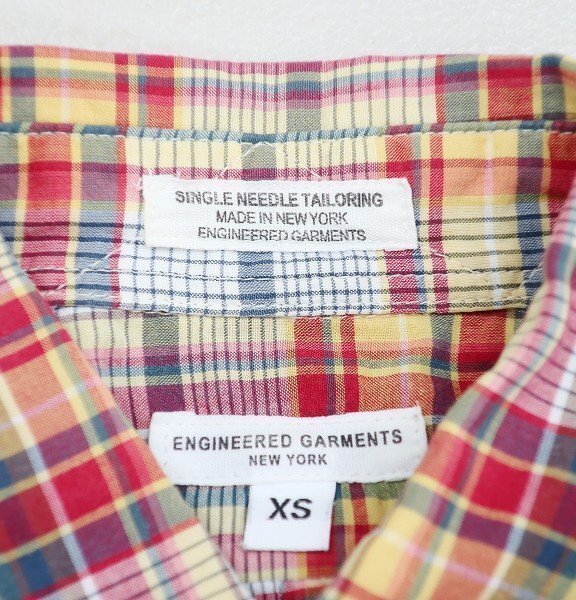 SINGLE NEEDLE TAILORING
MADE IN NEW YORK
ENGINEERED GARMENTS
ENGINEERED GARMENTS
NEW YORK
XS